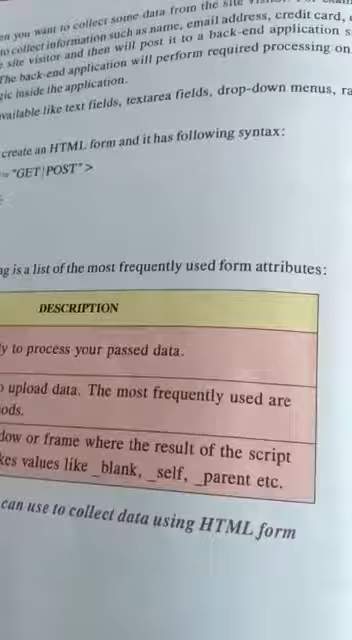 en you want to collect some data from the site
to collect information such as name, email address, credit card,
site visitor and then will post it to a back-end application
The back-end application will perform required processing on
gic inside the application.
available like text fields, textarea fields, drop-down menus, ra
create an HTML form and it has following syntax:
= "GET|POST">
ng is a list of the most frequently used form attributes:
DESCRIPTION
ly to process your passed data.
o upload data. The most frequently used are
ods.
dow or frame where the result of the script
kes values like _blank, _self, _parent etc.
can use to collect data using HTML form